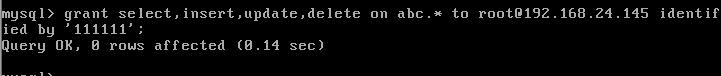 mysql> grant select,insert,update,delete on abc.* to root@192.168.24.145 identif
ied by '111111';
Query OK, 0 rows affected (0.14 sec)
mysql>